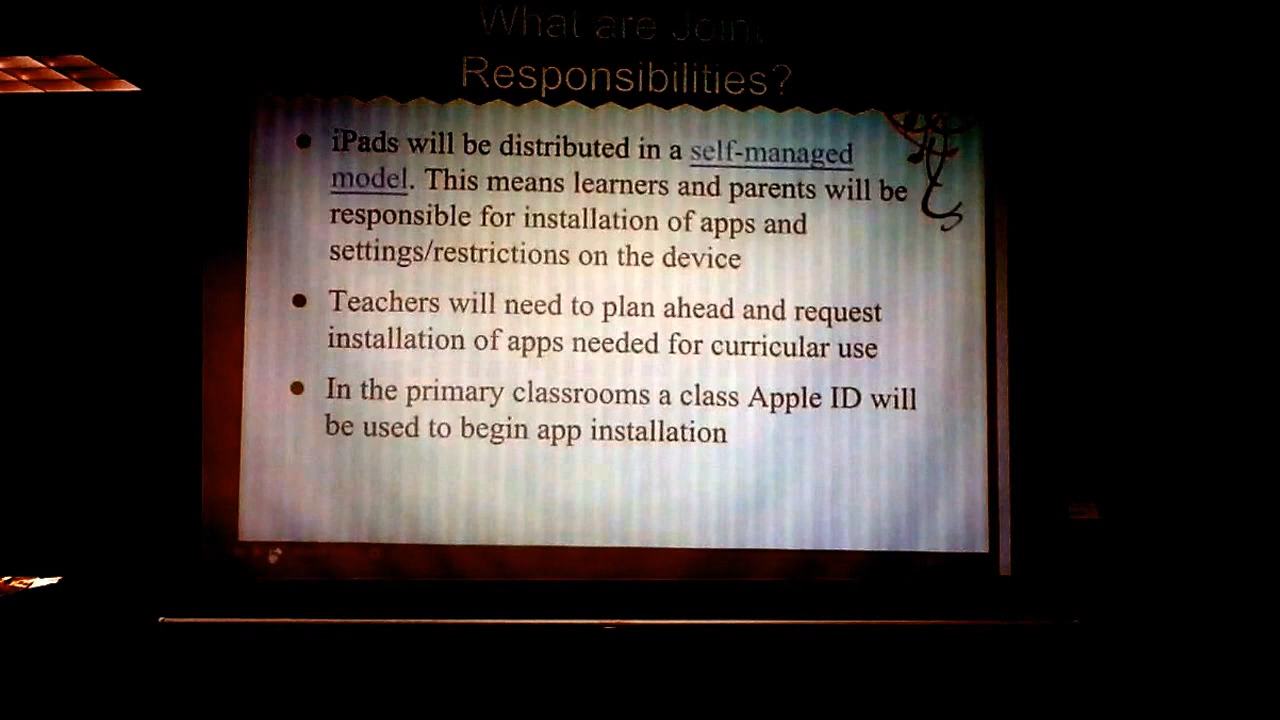 What are Joint
Responsibilities?
• iPads will be distributed in a self-managed
model. This means learners and parents will be
responsible for installation of apps and
settings/restrictions on the device
• Teachers will need to plan ahead and request
installation of apps needed for curricular use
• In the primary classrooms a class Apple ID will
be used to begin app installation